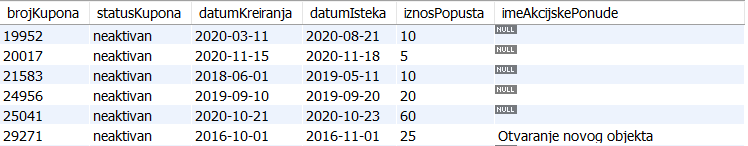 brojKupona statusKupona datumKreiranja datumIsteka iznosPopusta imeAkcijskePonude
19952 neaktivan 2020-03-11 2020-08-21 10 NULL
20017 neaktivan 2020-11-15 2020-11-18 5 NULL
21583 neaktivan 2018-06-01 2019-05-11 10 NULL
24956 neaktivan 2019-09-10 2019-09-20 20 NULL
25041 neaktivan 2020-10-21 2020-10-23 60 NULL
29271 neaktivan 2016-10-01 2016-11-01 25 Otvaranje novog objekta